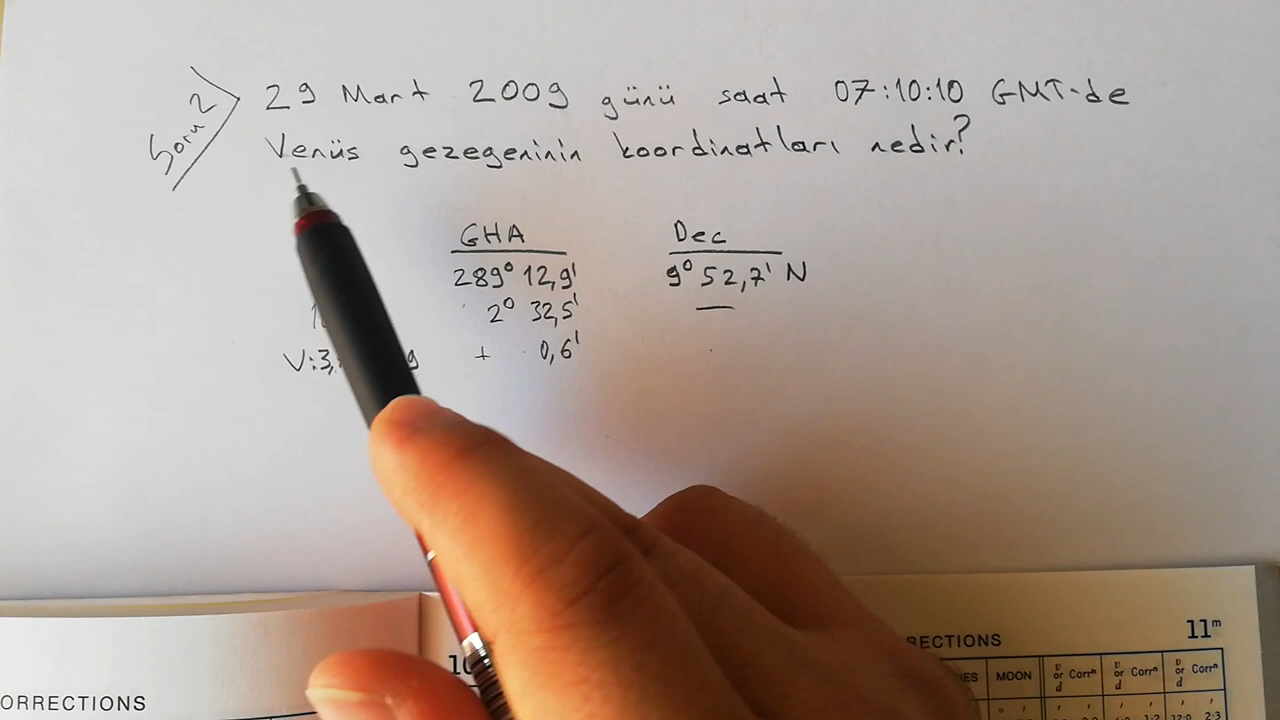 Soru 2
29 Mart 2009 günü saat 07:10:10 GMT-de
Venüs gezegeninin koordinatları nedir?
GHA Dec
289° 12,9' 9° 52,7' N
2° 32,5' —
V:3, + 0,6'
ORRECTIONS
RECTIONS 11ᵐ
MOON υ or d Corrⁿ υ or d Corrⁿ υ or d Corrⁿ